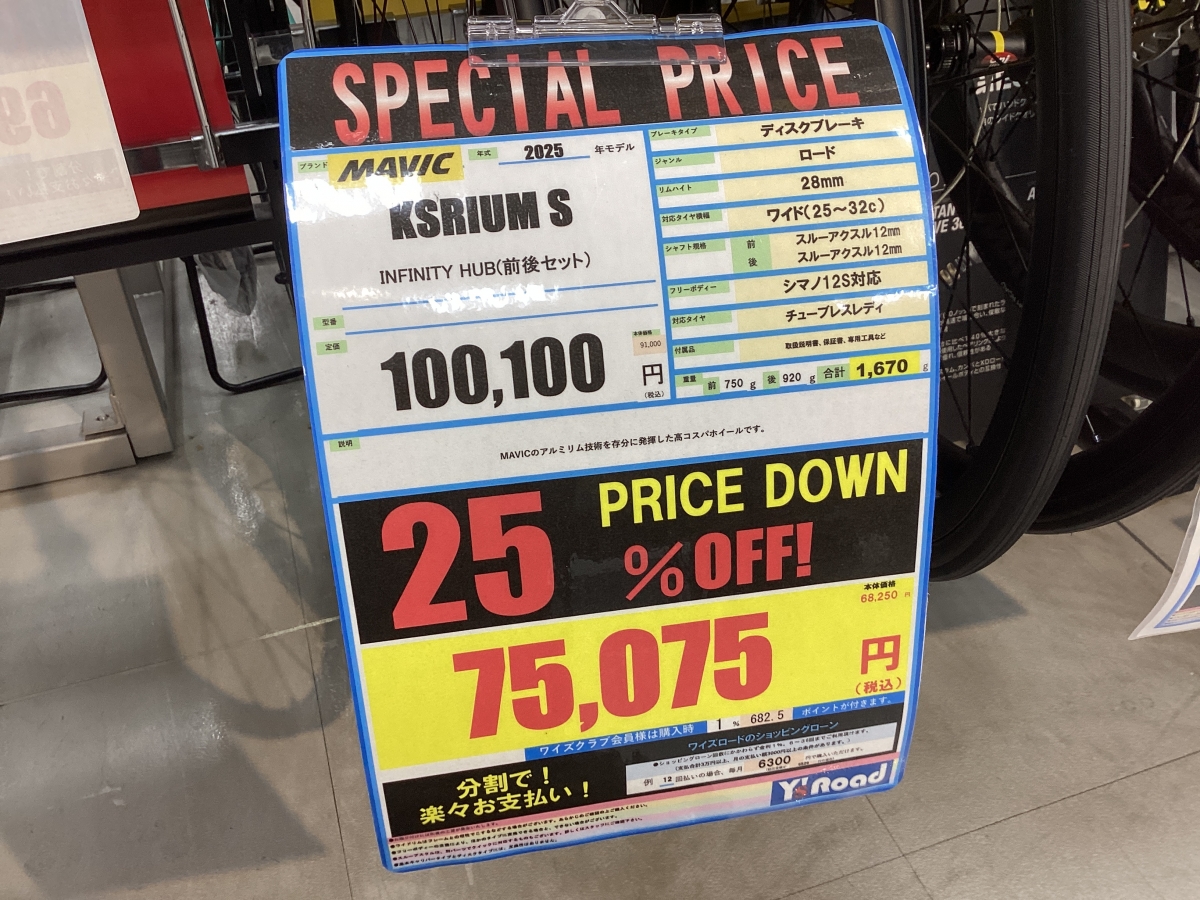 SPECIAL PRICE
ブランド MAVIC 年式 2025 年モデル
KSRIUM S
INFINITY HUB(前後セット)
型番
定価
本体価格
91,000
100,100 円
(税込)
ブレーキタイプ ディスクブレーキ
ジャンル ロード
リムハイト 28mm
対応タイヤ横幅 ワイド(25～32c)
シャフト規格 前 スルーアクスル12mm
後 スルーアクスル12mm
フリーボディー シマノ12S対応
対応タイヤ チューブレスレディ
付属品 取扱説明書、保証書、専用工具など
重量 前 750 g 後 920 g 合計 1,670 g
説明
MAVICのアルミリム技術を存分に発揮した高コスパホイールです。
PRICE DOWN
25 %OFF!
本体価格
68,250 円
75,075 円
(税込)
ワイズクラブ会員様は購入時 1 % 682.5 ポイントが付きます。
ワイズロードのショッピングローン
分割で!
楽々お支払い!
例 12 回払いの場合、毎月 6300 円で購入いただけます。
Y's Road
69